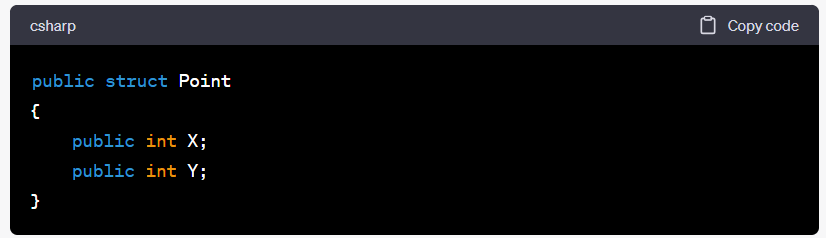 csharp Copy code
public struct Point
{
    public int X;
    public int Y;
}